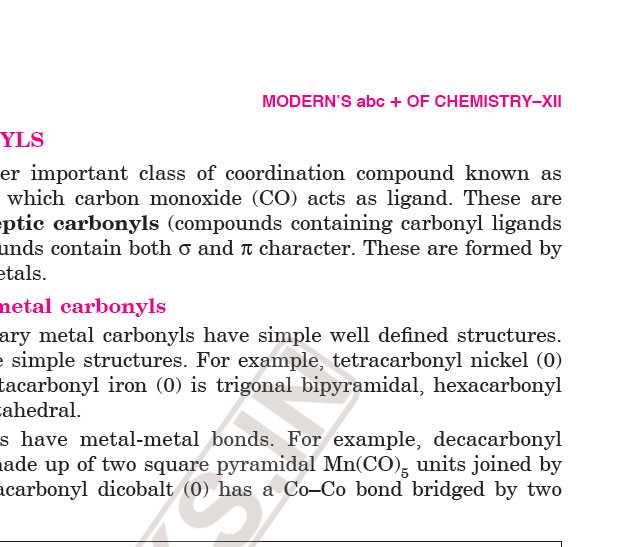 MODERN'S abc + OF CHEMISTRY–XII
YLS
er important class of coordination compound known as
which carbon monoxide (CO) acts as ligand. These are
eptic carbonyls (compounds containing carbonyl ligands
unds contain both σ and π character. These are formed by
etals.
metal carbonyls
ary metal carbonyls have simple well defined structures.
e simple structures. For example, tetracarbonyl nickel (0)
tacarbonyl iron (0) is trigonal bipyramidal, hexacarbonyl
tahedral.
s have metal-metal bonds. For example, decacarbonyl
nade up of two square pyramidal Mn(CO)₅ units joined by
acarbonyl dicobalt (0) has a Co–Co bond bridged by two
KS.IN